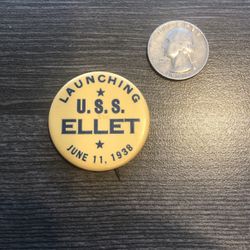 LAUNCHING
U.S.S.
ELLET
JUNE 11, 1938